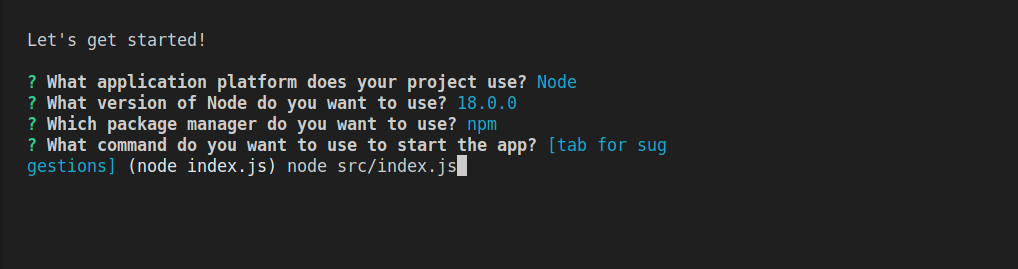 Let's get started!
? What application platform does your project use? Node
? What version of Node do you want to use? 18.0.0
? Which package manager do you want to use? npm
? What command do you want to use to start the app? [tab for sug
gestions] (node index.js) node src/index.js